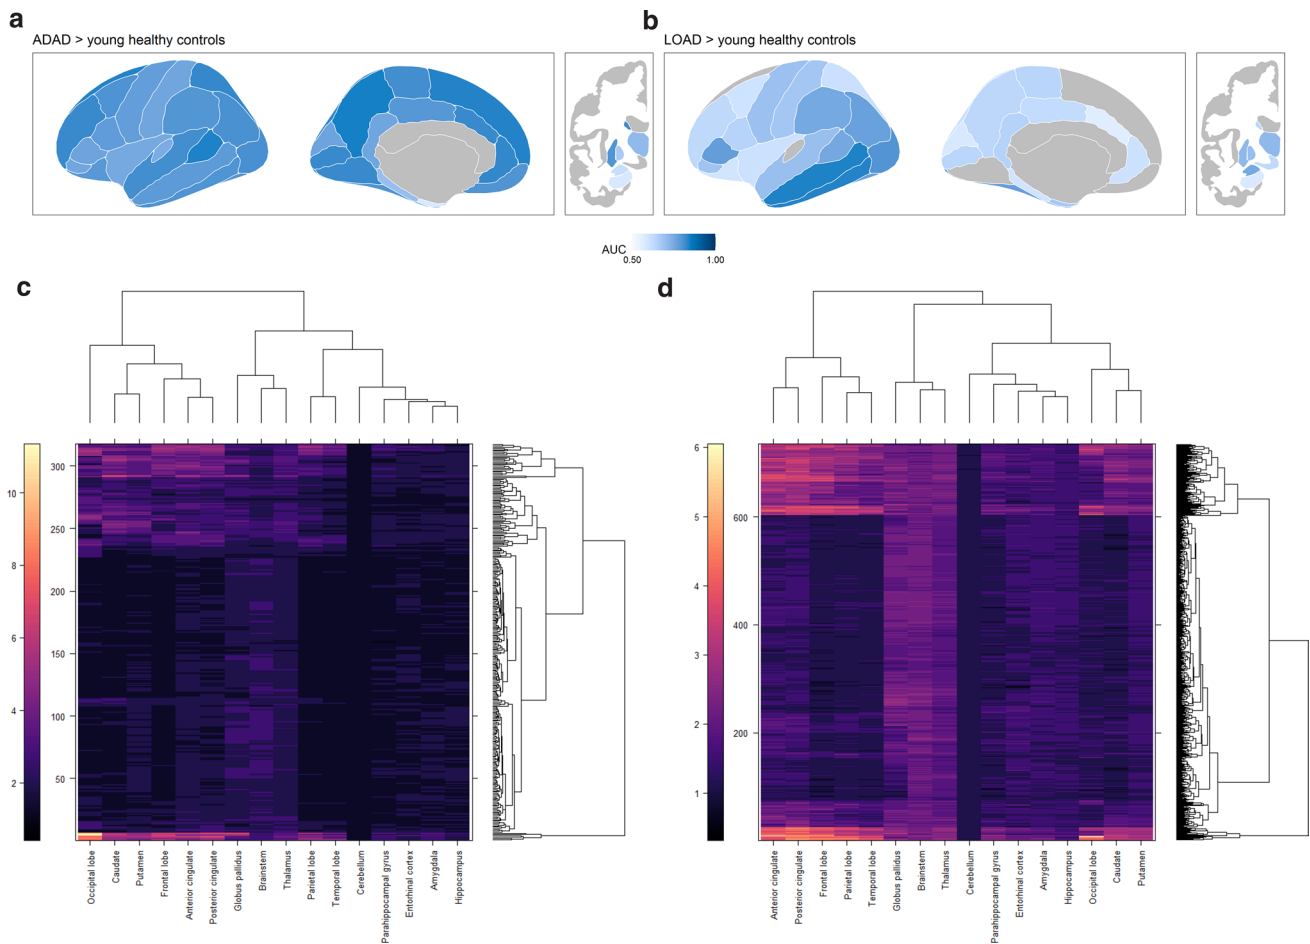 a
b
ADAD > young healthy controls
LOAD > young healthy controls
AUC
0.50
1.00
c
d
10
8
6
4
2
300
250
200
150
100
50
Occipital lobe
Caudate
Putamen
Frontal lobe
Anterior cingulate
Posterior cingulate
Globus pallidus
Brainstem
Thalamus
Parietal lobe
Temporal lobe
Cerebellum
Parahippocampal gyrus
Entorhinal cortex
Amygdala
Hippocampus
6
5
4
3
2
1
600
400
200
Anterior cingulate
Posterior cingulate
Frontal lobe
Parietal lobe
Temporal lobe
Globus pallidus
Brainstem
Thalamus
Cerebellum
Parahippocampal gyrus
Entorhinal cortex
Amygdala
Hippocampus
Occipital lobe
Caudate
Putamen